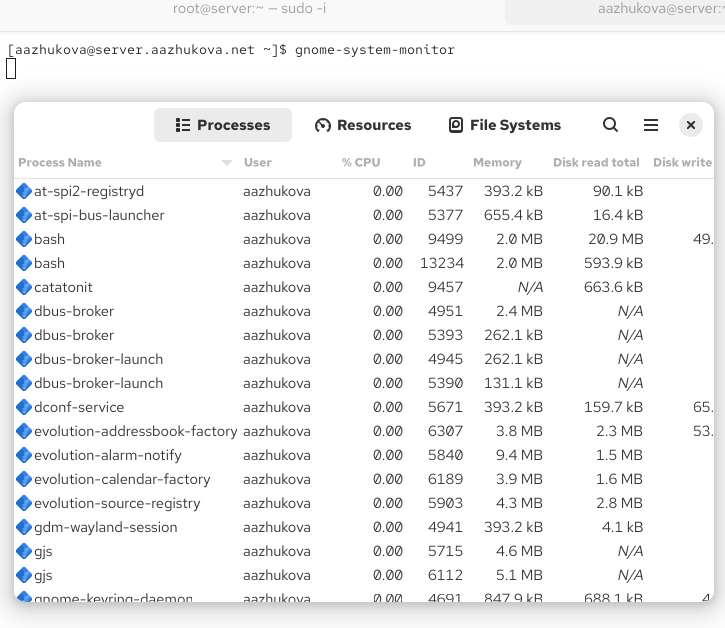 root@server:~ — sudo -i aazhukova@server:~
[aazhukova@server.aazhukova.net ~]$ gnome-system-monitor
Processes Resources File Systems
Process Name User % CPU ID Memory Disk read total Disk write
at-spi2-registryd aazhukova 0.00 5437 393.2 kB 90.1 kB
at-spi-bus-launcher aazhukova 0.00 5377 655.4 kB 16.4 kB
bash aazhukova 0.00 9499 2.0 MB 20.9 MB 49.
bash aazhukova 0.00 13234 2.0 MB 593.9 kB
catatonit aazhukova 0.00 9457 N/A 663.6 kB
dbus-broker aazhukova 0.00 4951 2.4 MB N/A
dbus-broker aazhukova 0.00 5393 262.1 kB N/A
dbus-broker-launch aazhukova 0.00 4945 262.1 kB N/A
dbus-broker-launch aazhukova 0.00 5390 131.1 kB N/A
dconf-service aazhukova 0.00 5671 393.2 kB 159.7 kB 65.
evolution-addressbook-factory aazhukova 0.00 6307 3.8 MB 2.3 MB 53.
evolution-alarm-notify aazhukova 0.00 5840 9.4 MB 1.5 MB
evolution-calendar-factory aazhukova 0.00 6189 3.9 MB 1.6 MB
evolution-source-registry aazhukova 0.00 5903 4.3 MB 2.8 MB
gdm-wayland-session aazhukova 0.00 4941 393.2 kB 4.1 kB
gjs aazhukova 0.00 5715 4.6 MB N/A
gjs aazhukova 0.00 6112 5.1 MB N/A
gnome-keyring-daemon aazhukova 0.00 4691 847.9 kB 688.1 kB 4